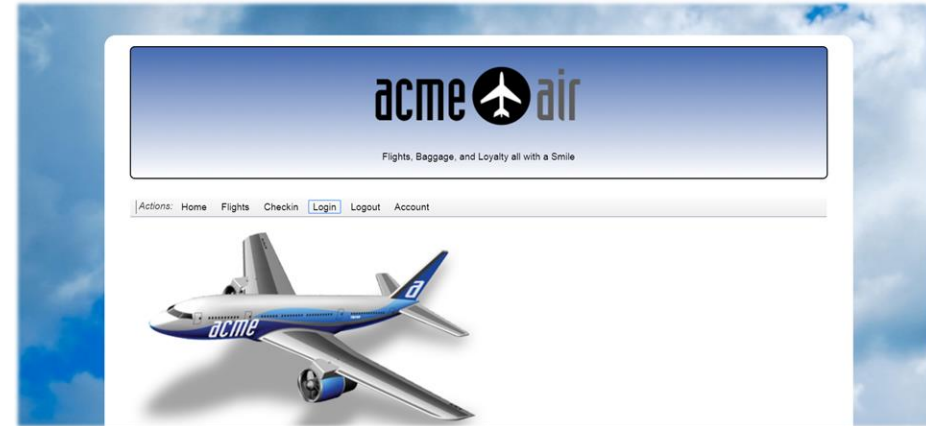 acme air
Flights, Baggage, and Loyalty all with a Smile
Actions: Home Flights Checkin Login Logout Account
a
acme